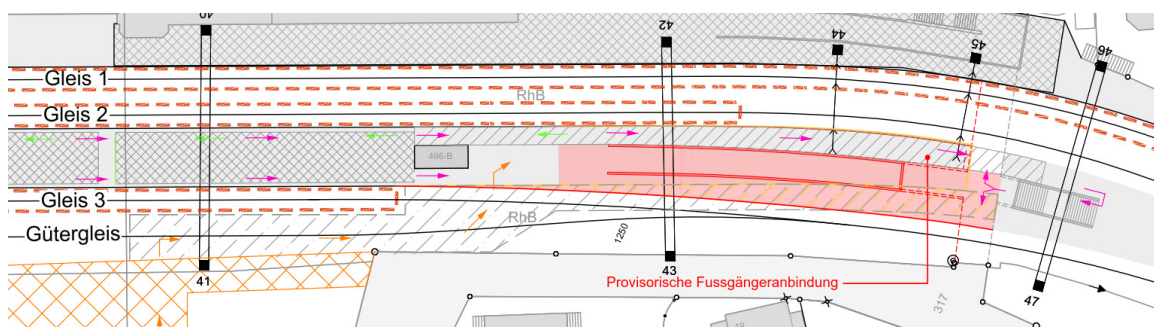 40
42
44
45
46
Gleis 1
RhB
Gleis 2
496-B
Gleis 3
RhB
Gütergleis
1250
41
43
Provisorische Fussgängeranbindung
317
47
19